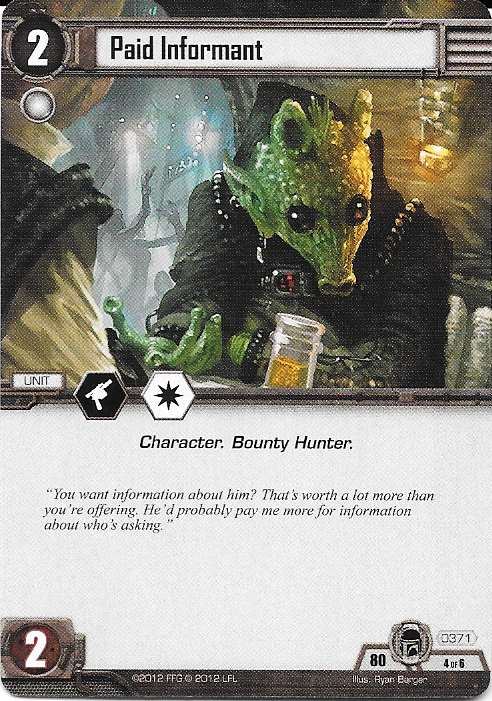 2
Paid Informant
UNIT
Character. Bounty Hunter.
“You want information about him? That’s worth a lot more than
you’re offering. He’d probably pay me more for information
about who’s asking.”
2
0371
80
4 OF 6
©2012 FFG © 2012 LFL
Illus. Ryan Barger